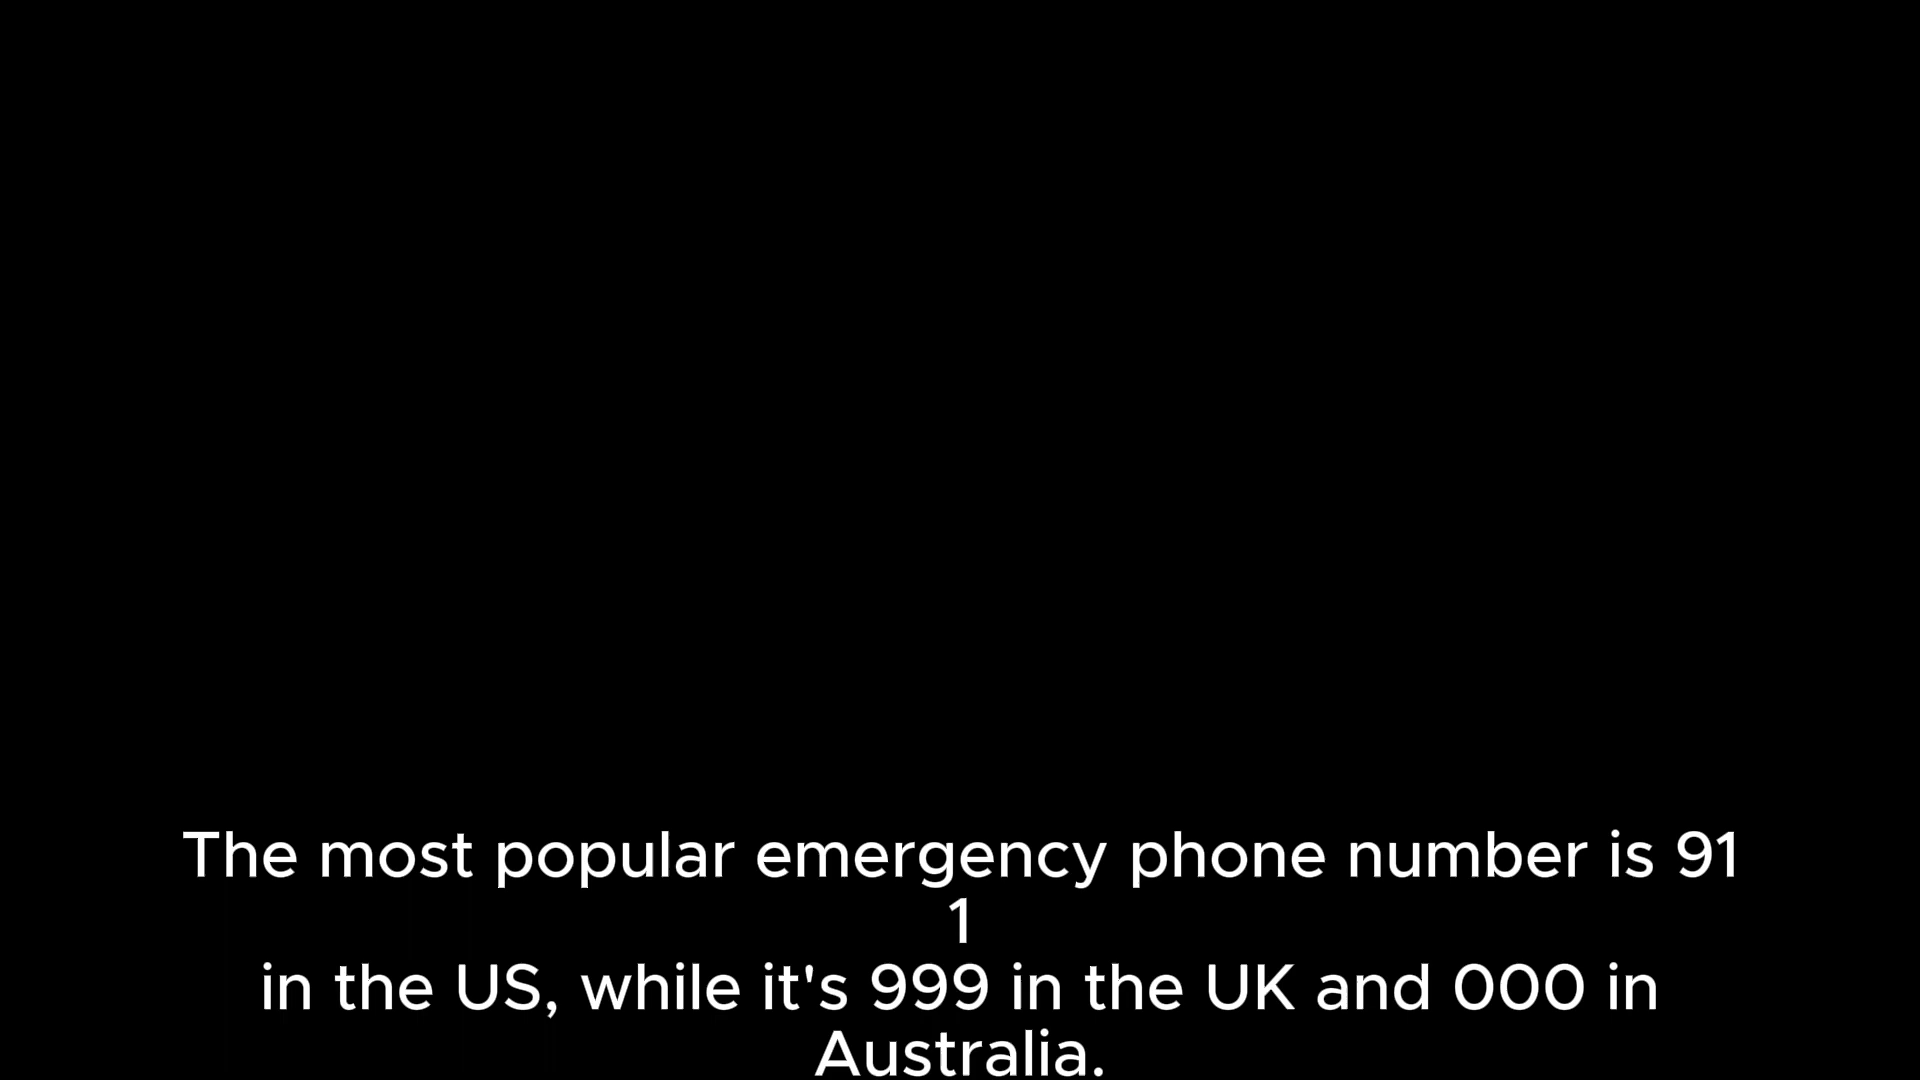 The most popular emergency phone number is 91
1
in the US, while it's 999 in the UK and 000 in
Australia.